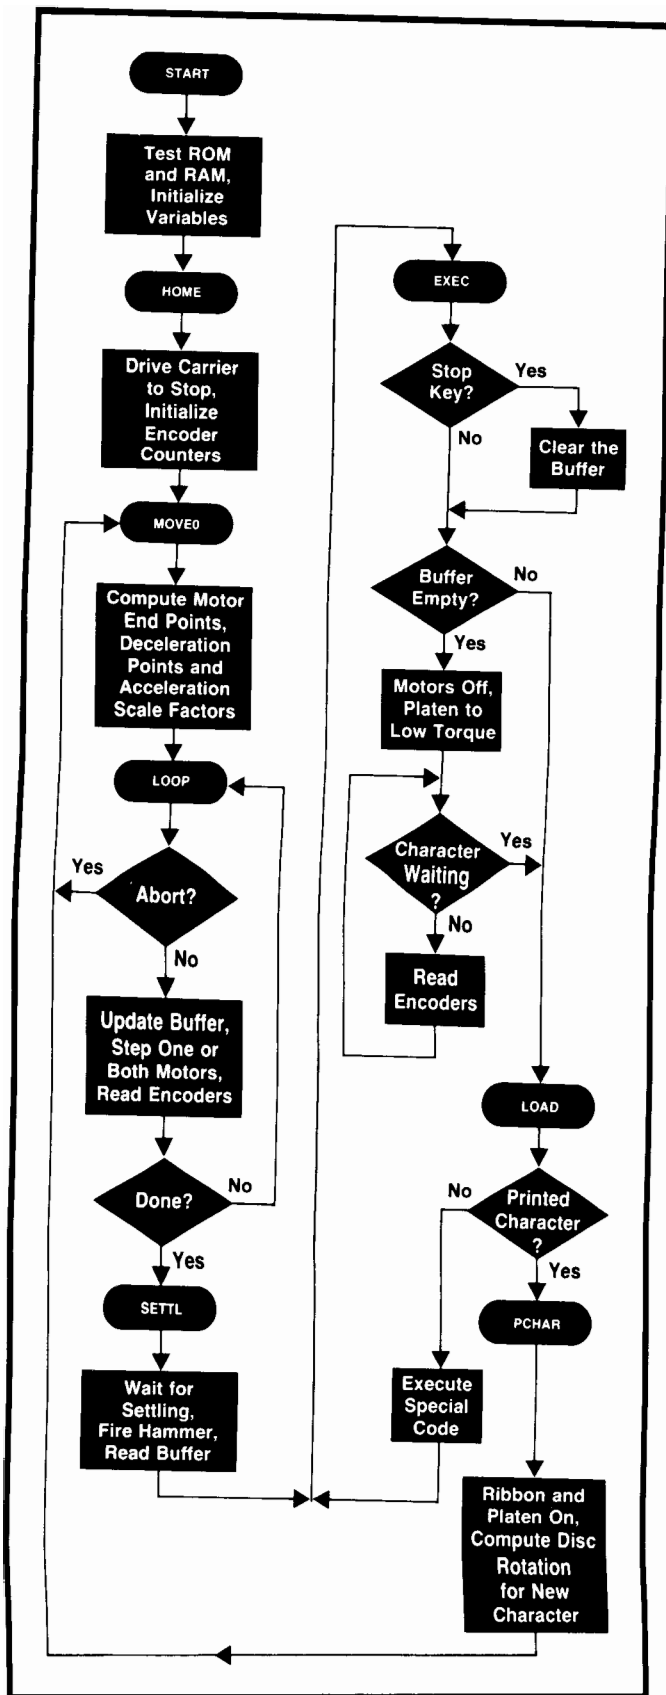 START
Test ROM
and RAM,
Initialize
Variables
HOME
Drive Carrier
to Stop,
Initialize
Encoder
Counters
MOVE0
Compute Motor
End Points,
Deceleration
Points and
Acceleration
Scale Factors
LOOP
Yes
Abort?
No
Update Buffer,
Step One or
Both Motors,
Read Encoders
Done?
No
Yes
SETTL
Wait for
Settling,
Fire Hammer,
Read Buffer
EXEC
Stop
Key?
Yes
No
Clear the
Buffer
Buffer
Empty?
No
Yes
Motors Off,
Platen to
Low Torque
Character
Waiting
?
Yes
No
Read
Encoders
LOAD
No
Printed
Character
?
Yes
PCHAR
Execute
Special
Code
Ribbon and
Platen On,
Compute Disc
Rotation
for New
Character